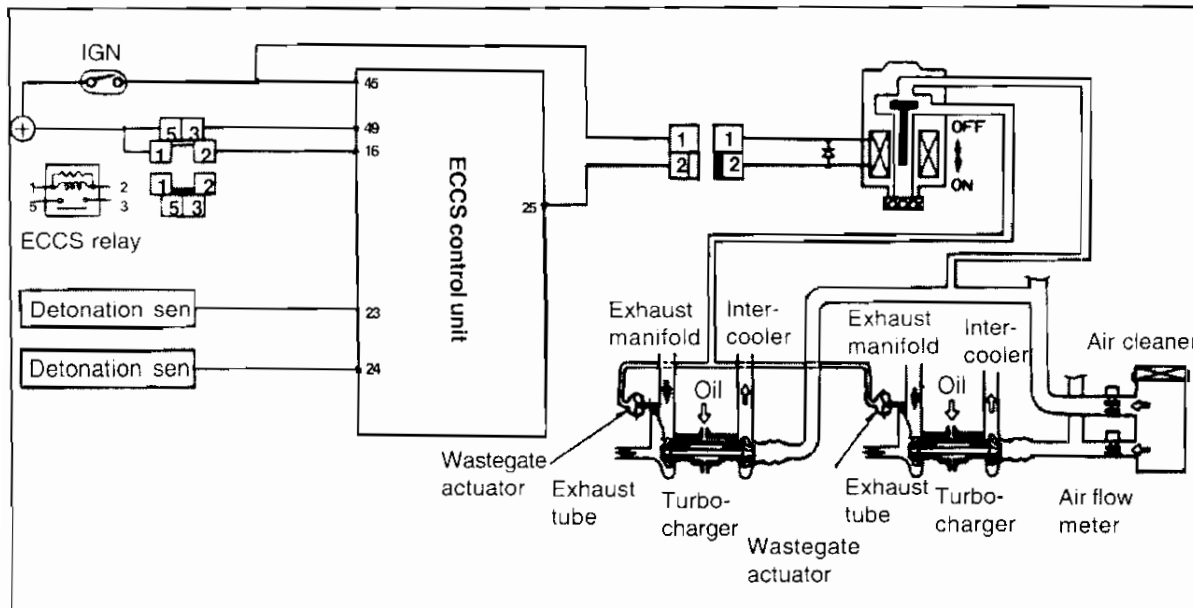 IGN
45
5 3
49
1 2
16
1 2
5 3
1 2
5 3
ECCS relay
ECCS control unit
25
1 1
2 2
OFF
ON
Detonation sen
23
Detonation sen
24
Exhaust
manifold
Inter-
cooler
Exhaust
manifold
Inter-
cooler
Air cleaner
Oil
Oil
Wastegate
actuator
Exhaust
tube
Turbo-
charger
Wastegate
actuator
Exhaust
tube
Turbo-
charger
Air flow
meter